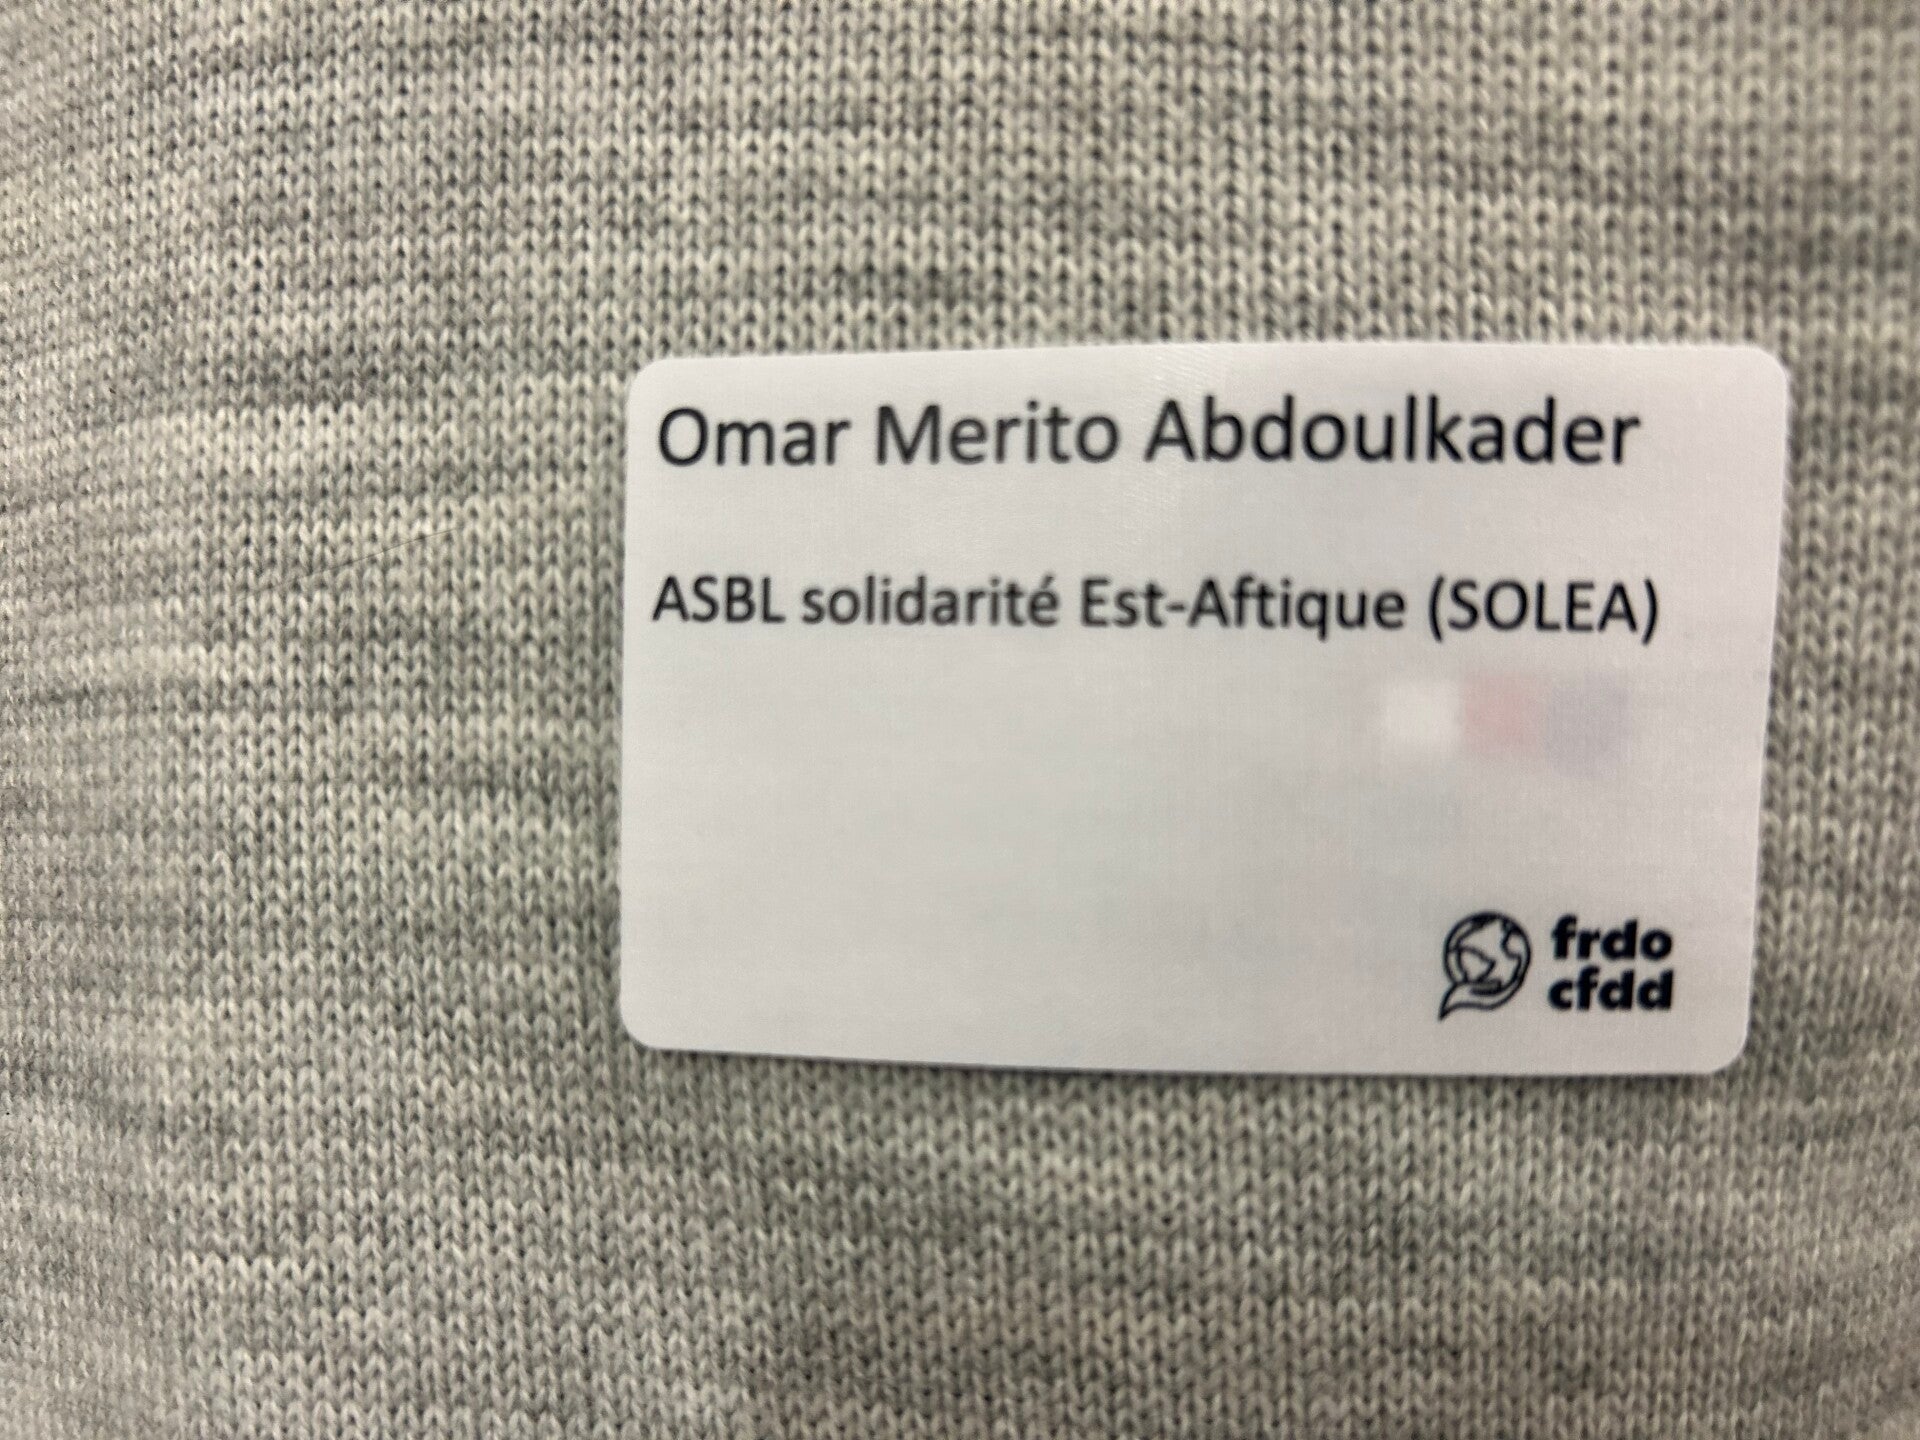 Omar Merito Abdoulkader
ASBL solidarité Est-Aftique (SOLEA)
frdo
cfdd